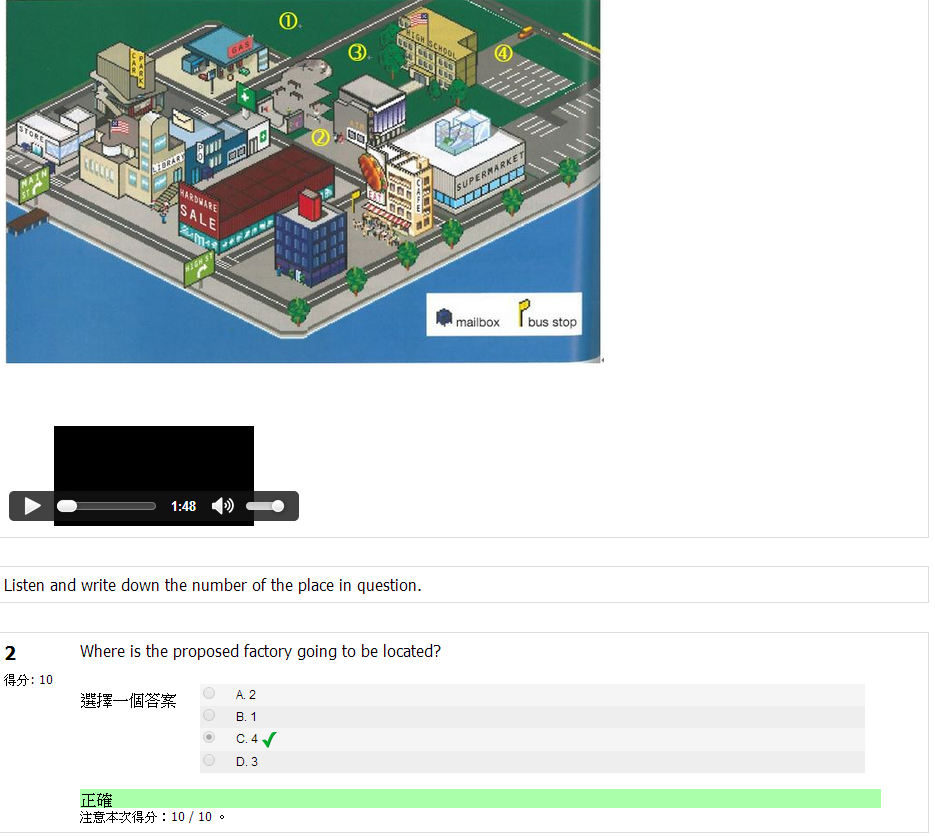 ①
③
④
②
HIGH SCHOOL
GAS
CAR PARK
STORE
LIBRARY
PO
ATM
MAIN ST
HARDWARE
SALE
EAT
CAFE
SUPERMARKET
HIGH ST
mailbox
bus stop
1:48
Listen and write down the number of the place in question.
2
Where is the proposed factory going to be located?
得分: 10
選擇一個答案
A. 2
B. 1
C. 4
D. 3
正確
注意本次得分：10 / 10 。